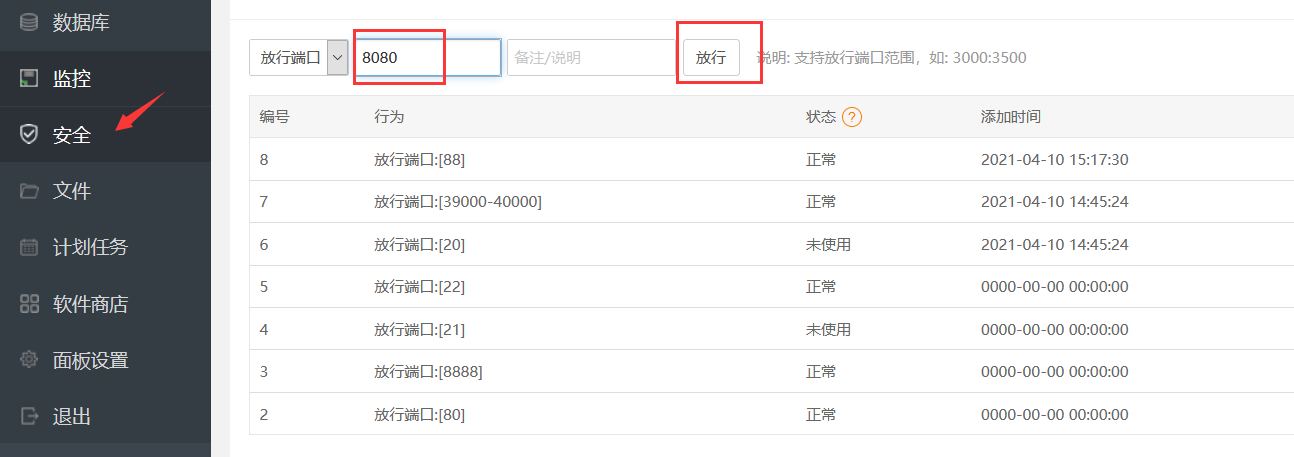 数据库
监控
安全
文件
计划任务
软件商店
面板设置
退出
放行端口 8080 备注/说明 放行 说明: 支持放行端口范围，如: 3000:3500
编号 行为 状态 ? 添加时间
8 放行端口:[88] 正常 2021-04-10 15:17:30
7 放行端口:[39000-40000] 正常 2021-04-10 14:45:24
6 放行端口:[20] 未使用 2021-04-10 14:45:24
5 放行端口:[22] 正常 0000-00-00 00:00:00
4 放行端口:[21] 未使用 0000-00-00 00:00:00
3 放行端口:[8888] 正常 0000-00-00 00:00:00
2 放行端口:[80] 正常 0000-00-00 00:00:00